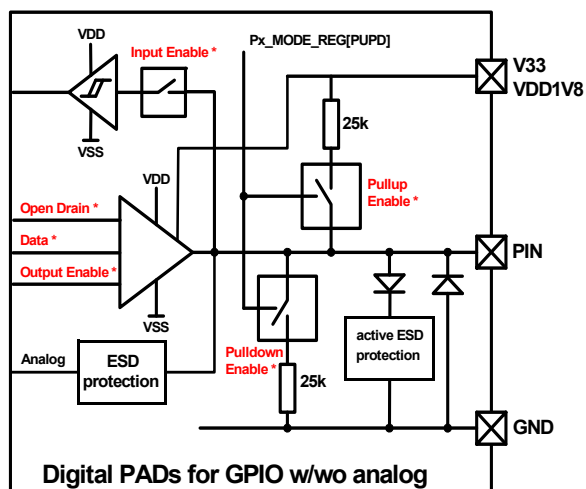 VDD
Input Enable *
VSS
Px_MODE_REG[PUPD]
V33
VDD1V8
25k
Pullup
Enable *
Open Drain *
VDD
Data *
Output Enable *
VSS
PIN
Analog
ESD
protection
Pulldown
Enable *
25k
active ESD
protection
GND
Digital PADs for GPIO w/wo analog